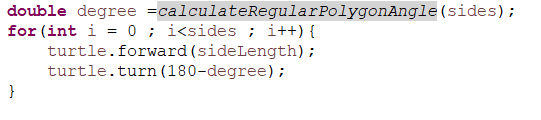 double degree =calculateRegularPolygonAngle(sides);
for(int i = 0 ; i<sides ; i++){
    turtle.forward(sideLength);
    turtle.turn(180-degree);
}